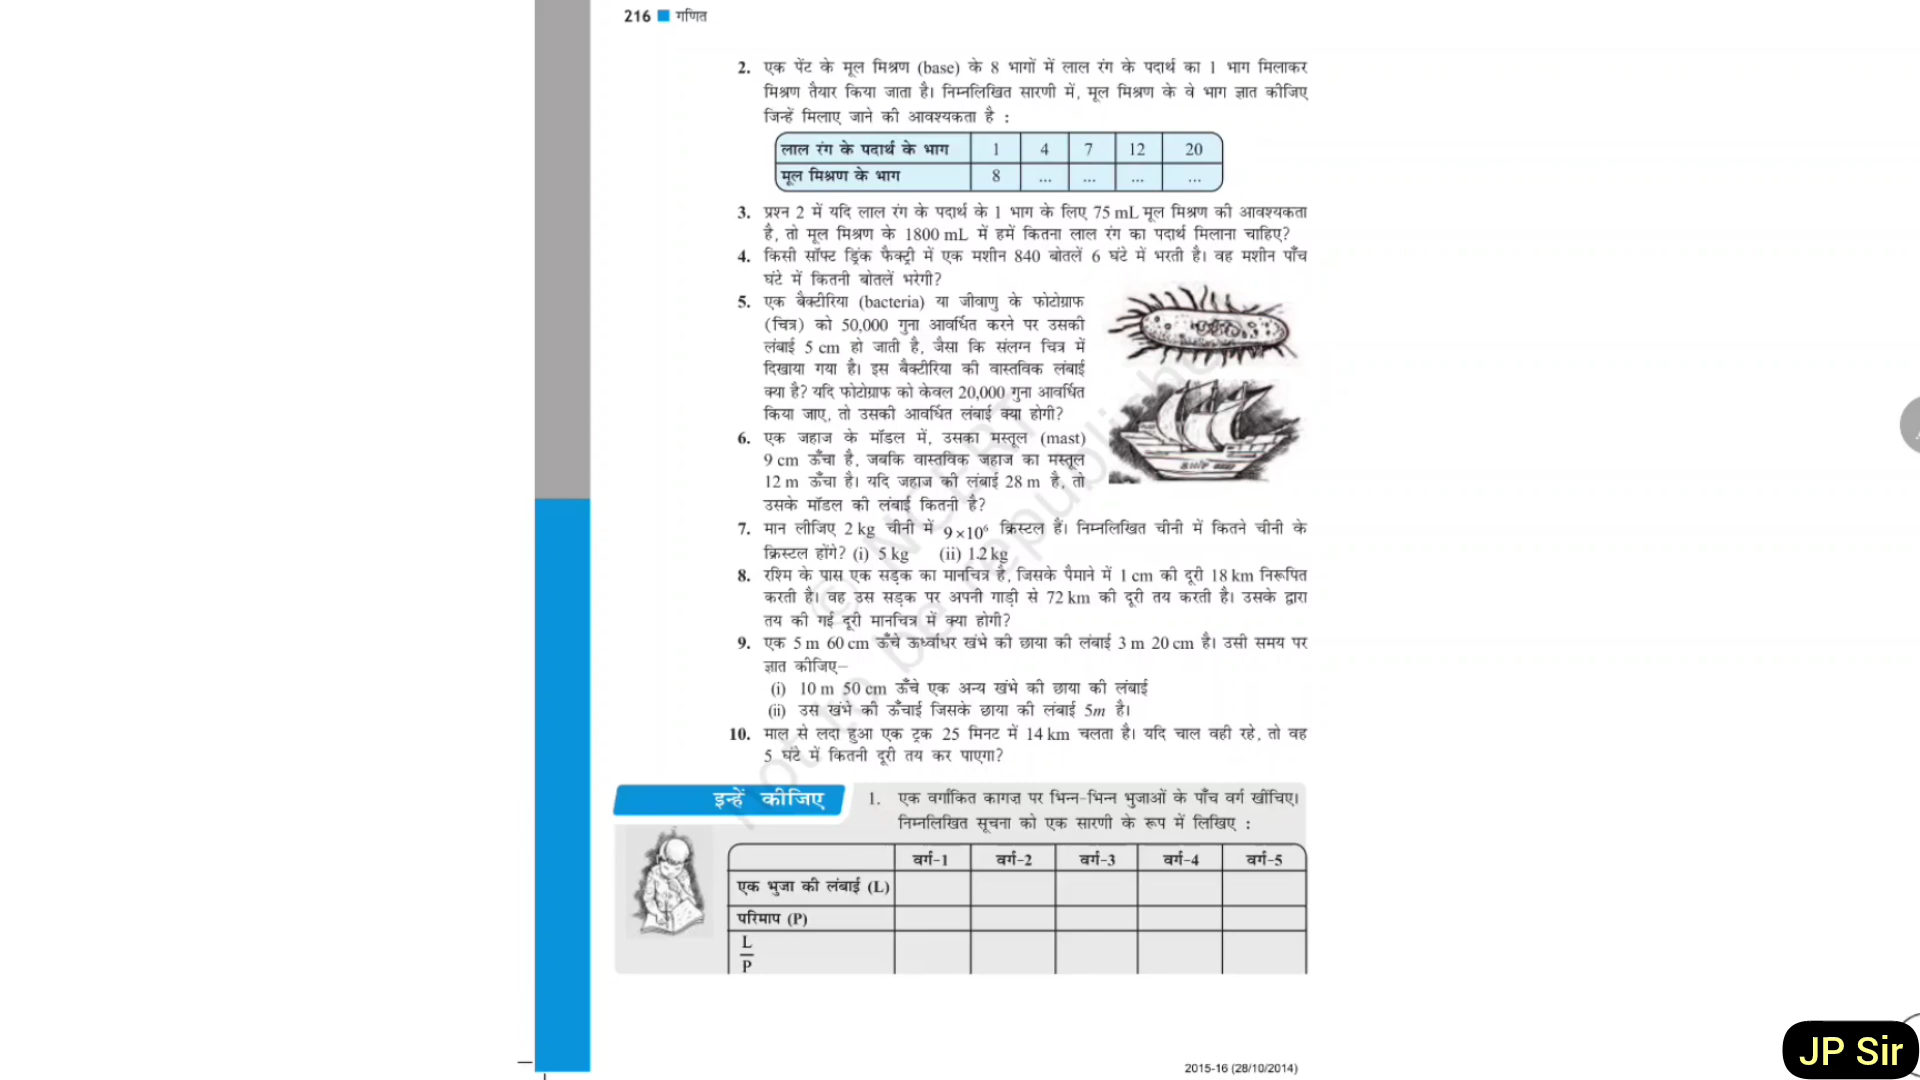 216 गणित
2. एक पेंट के मूल मिश्रण (base) के 8 भागों में लाल रंग के पदार्थ का 1 भाग मिलाकर
मिश्रण तैयार किया जाता है। निम्नलिखित सारणी में, मूल मिश्रण के वे भाग ज्ञात कीजिए
जिन्हें मिलाए जाने की आवश्यकता है :
लाल रंग के पदार्थ के भाग 1 4 7 12 20
मूल मिश्रण के भाग 8 ... ... ... ...
3. प्रश्न 2 में यदि लाल रंग के पदार्थ के 1 भाग के लिए 75 mL मूल मिश्रण की आवश्यकता
है, तो मूल मिश्रण के 1800 mL में हमें कितना लाल रंग का पदार्थ मिलाना चाहिए?
4. किसी सॉफ्ट ड्रिंक फैक्ट्री में एक मशीन 840 बोतलें 6 घंटे में भरती है। वह मशीन पाँच
घंटे में कितनी बोतलें भरेगी?
5. एक बैक्टीरिया (bacteria) या जीवाणु के फोटोग्राफ
(चित्र) को 50,000 गुना आवर्धित करने पर उसकी
लंबाई 5 cm हो जाती है, जैसा कि संलग्न चित्र में
दिखाया गया है। इस बैक्टीरिया की वास्तविक लंबाई
क्या है? यदि फोटोग्राफ को केवल 20,000 गुना आवर्धित
किया जाए, तो उसकी आवर्धित लंबाई क्या होगी?
6. एक जहाज के मॉडल में, उसका मस्तूल (mast)
9 cm ऊँचा है, जबकि वास्तविक जहाज का मस्तूल
12 m ऊँचा है। यदि जहाज की लंबाई 28 m है, तो
उसके मॉडल की लंबाई कितनी है?
7. मान लीजिए 2 kg चीनी में 9×10⁶ क्रिस्टल हैं। निम्नलिखित चीनी में कितने चीनी के
क्रिस्टल होंगे? (i) 5 kg (ii) 1.2 kg
8. रश्मि के पास एक सड़क का मानचित्र है, जिसके पैमाने में 1 cm की दूरी 18 km निरूपित
करती है। वह उस सड़क पर अपनी गाड़ी से 72 km की दूरी तय करती है। उसके द्वारा
तय की गई दूरी मानचित्र में क्या होगी?
9. एक 5 m 60 cm ऊँचे ऊर्ध्वाधर खंभे की छाया की लंबाई 3 m 20 cm है। उसी समय पर
ज्ञात कीजिए–
(i) 10 m 50 cm ऊँचे एक अन्य खंभे की छाया की लंबाई
(ii) उस खंभे की ऊँचाई जिसके छाया की लंबाई 5m है।
10. माल से लदा हुआ एक ट्रक 25 मिनट में 14 km चलता है। यदि चाल वही रहे, तो वह
5 घंटे में कितनी दूरी तय कर पाएगा?
इन्हें कीजिए
1. एक वर्गांकित कागज़ पर भिन्न-भिन्न भुजाओं के पाँच वर्ग खींचिए।
निम्नलिखित सूचना को एक सारणी के रूप में लिखिए :
वर्ग-1 वर्ग-2 वर्ग-3 वर्ग-4 वर्ग-5
एक भुजा की लंबाई (L)
परिमाप (P)
L
P
© NCERT
not to be republished
2015-16 (28/10/2014)
JP Sir